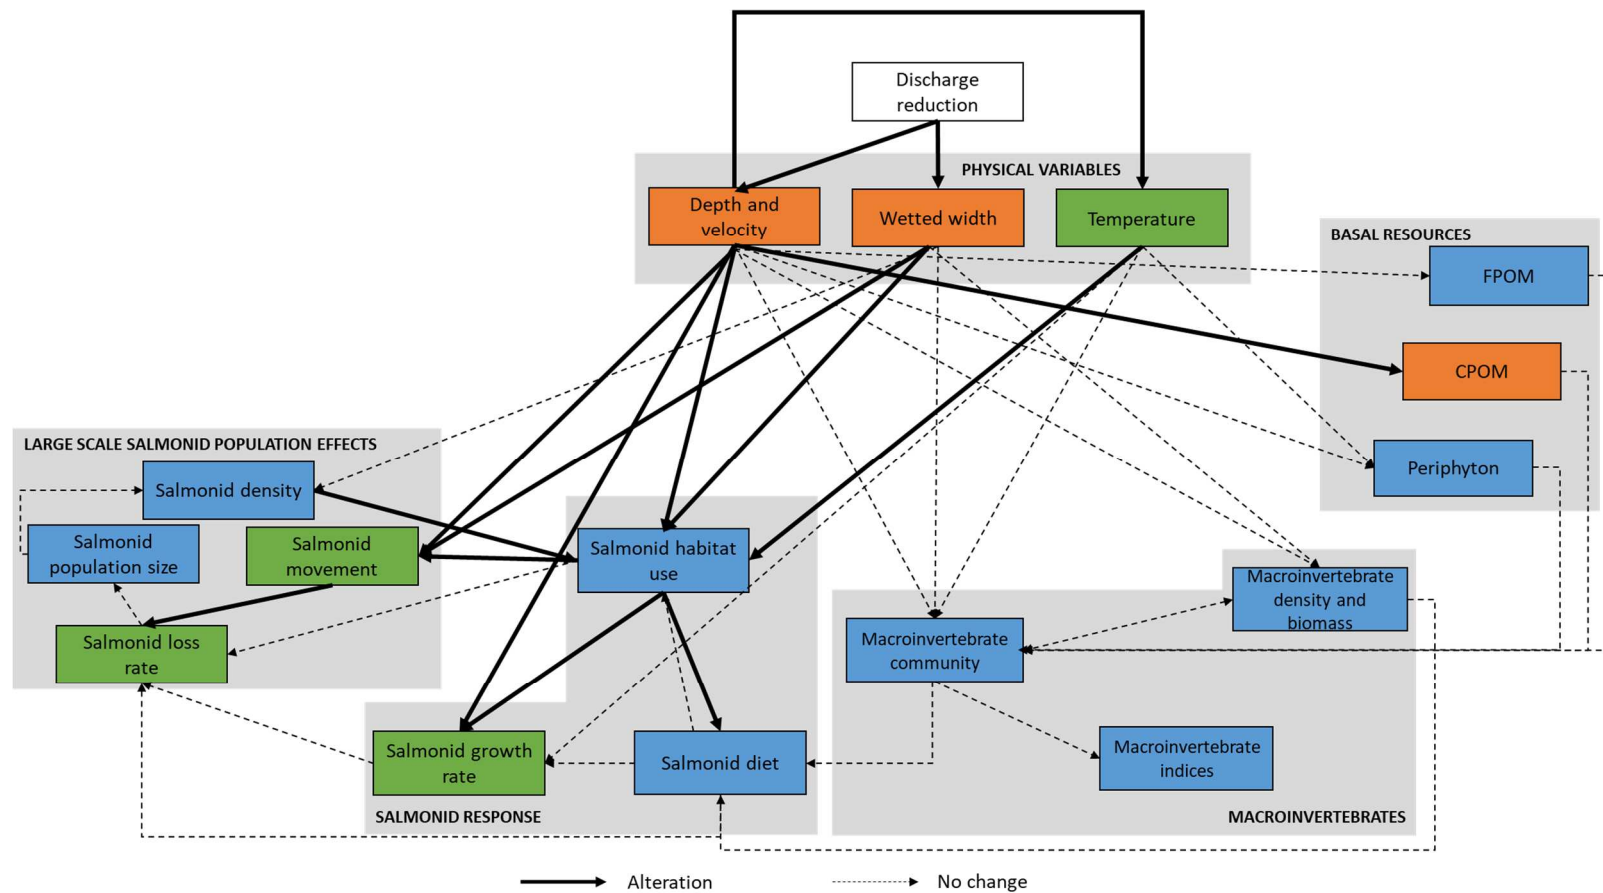 Discharge
reduction
PHYSICAL VARIABLES
Depth and
velocity
Wetted width
Temperature
BASAL RESOURCES
FPOM
CPOM
Periphyton
LARGE SCALE SALMONID POPULATION EFFECTS
Salmonid density
Salmonid
population size
Salmonid
movement
Salmonid loss
rate
Salmonid habitat
use
Salmonid growth
rate
Salmonid diet
SALMONID RESPONSE
Macroinvertebrate
density and
biomass
Macroinvertebrate
community
Macroinvertebrate
indices
MACROINVERTEBRATES
Alteration
No change